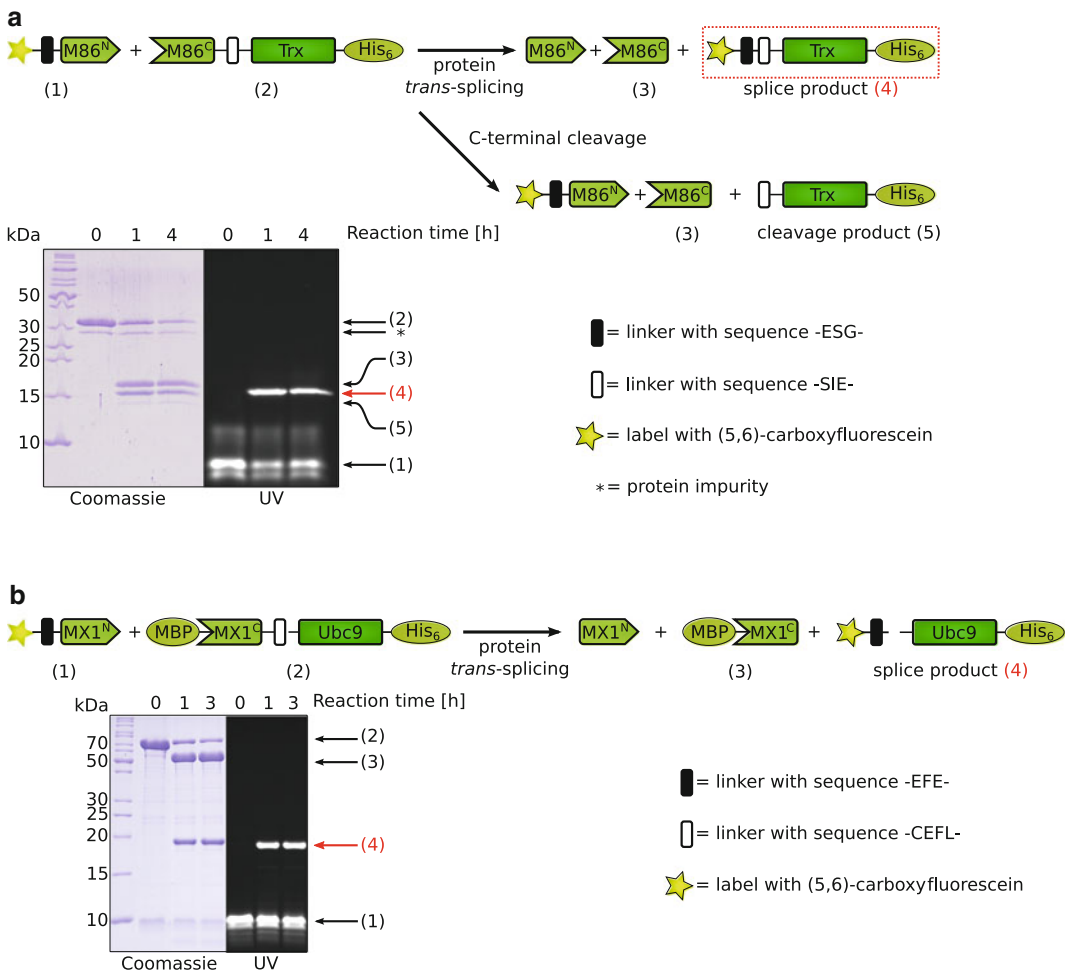 a
M86N + M86C Trx His6 protein trans-splicing M86N + M86C + Trx His6
(1) (2) (3) splice product (4)
C-terminal cleavage
M86N + M86C + Trx His6
(3) cleavage product (5)
kDa 0 1 4 0 1 4 Reaction time [h]
50
30
25
20
15
10
(2)
*
(3)
(4)
(5)
(1)
Coomassie UV
= linker with sequence -ESG-
= linker with sequence -SIE-
= label with (5,6)-carboxyfluorescein
* = protein impurity
b
MX1N + MBP MX1C Ubc9 His6 protein trans-splicing MX1N + MBP MX1C + Ubc9 His6
(1) (2) (3) splice product (4)
kDa 0 1 3 0 1 3 Reaction time [h]
70
50
30
25
20
15
10
(2)
(3)
(4)
(1)
Coomassie UV
= linker with sequence -EFE-
= linker with sequence -CEFL-
= label with (5,6)-carboxyfluorescein